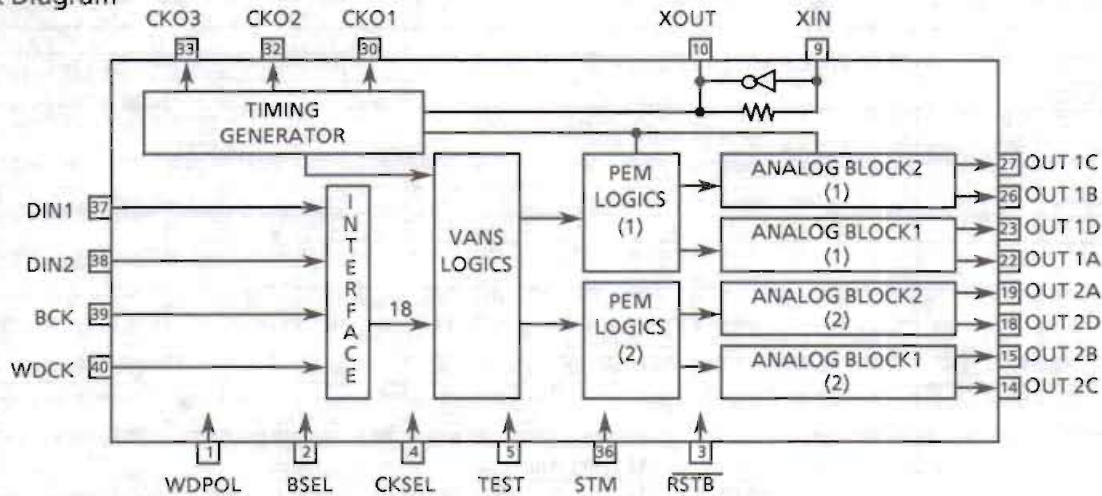 Diagram
CKO3 CKO2 CKO1 XOUT XIN
33 32 30 10 9
TIMING
GENERATOR
DIN1 37
DIN2 38
BCK 39
WDCK 40
INTERFACE
18
VANS
LOGICS
PEM
LOGICS
(1)
PEM
LOGICS
(2)
ANALOG BLOCK2
(1)
ANALOG BLOCK1
(1)
ANALOG BLOCK2
(2)
ANALOG BLOCK1
(2)
27 OUT 1C
26 OUT 1B
23 OUT 1D
22 OUT 1A
19 OUT 2A
18 OUT 2D
15 OUT 2B
14 OUT 2C
1 2 4 5 36 3
WDPOL BSEL CKSEL TEST STM RSTB